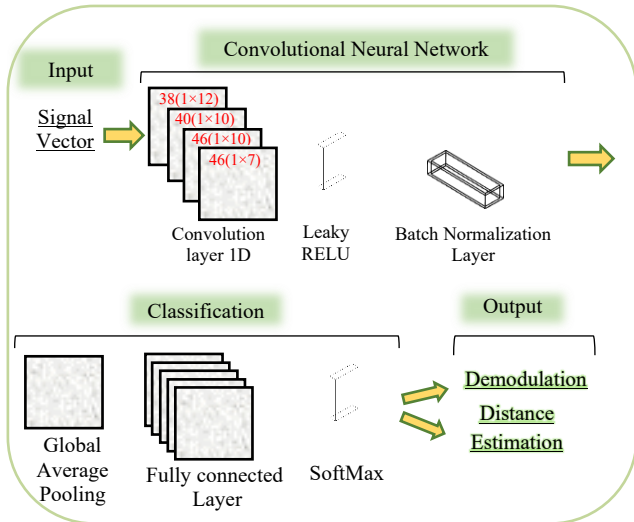 Convolutional Neural Network
Input
Signal
Vector
38(1×12)
40(1×10)
46(1×10)
46(1×7)
Convolution
layer 1D
Leaky
RELU
Batch Normalization
Layer
Classification
Output
Global
Average
Pooling
Fully connected
Layer
SoftMax
Demodulation
Distance
Estimation